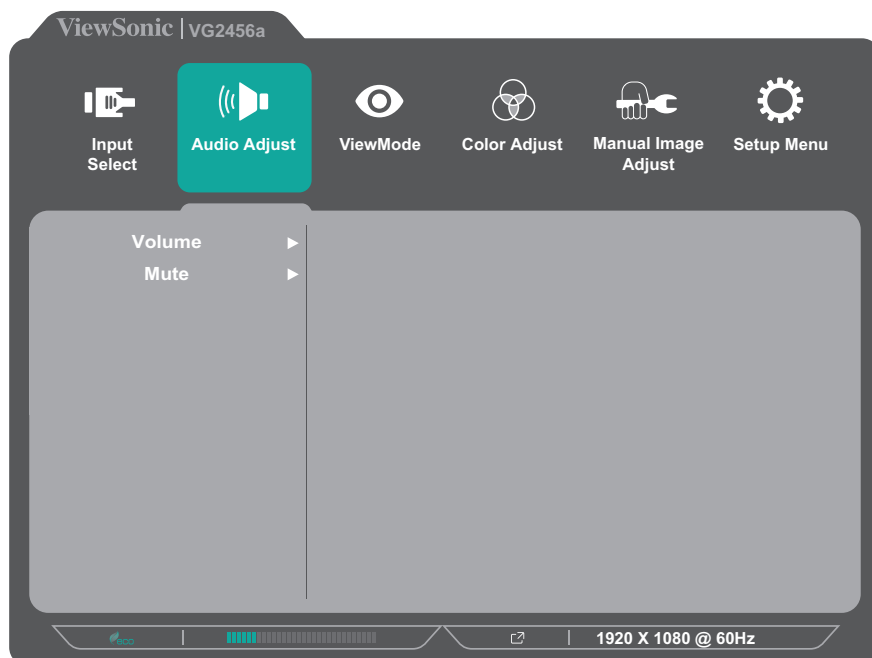 ViewSonic | VG2456a
Input
Select
Audio Adjust
ViewMode
Color Adjust
Manual Image
Adjust
Setup Menu
Volume
Mute
eco
1920 X 1080 @ 60Hz